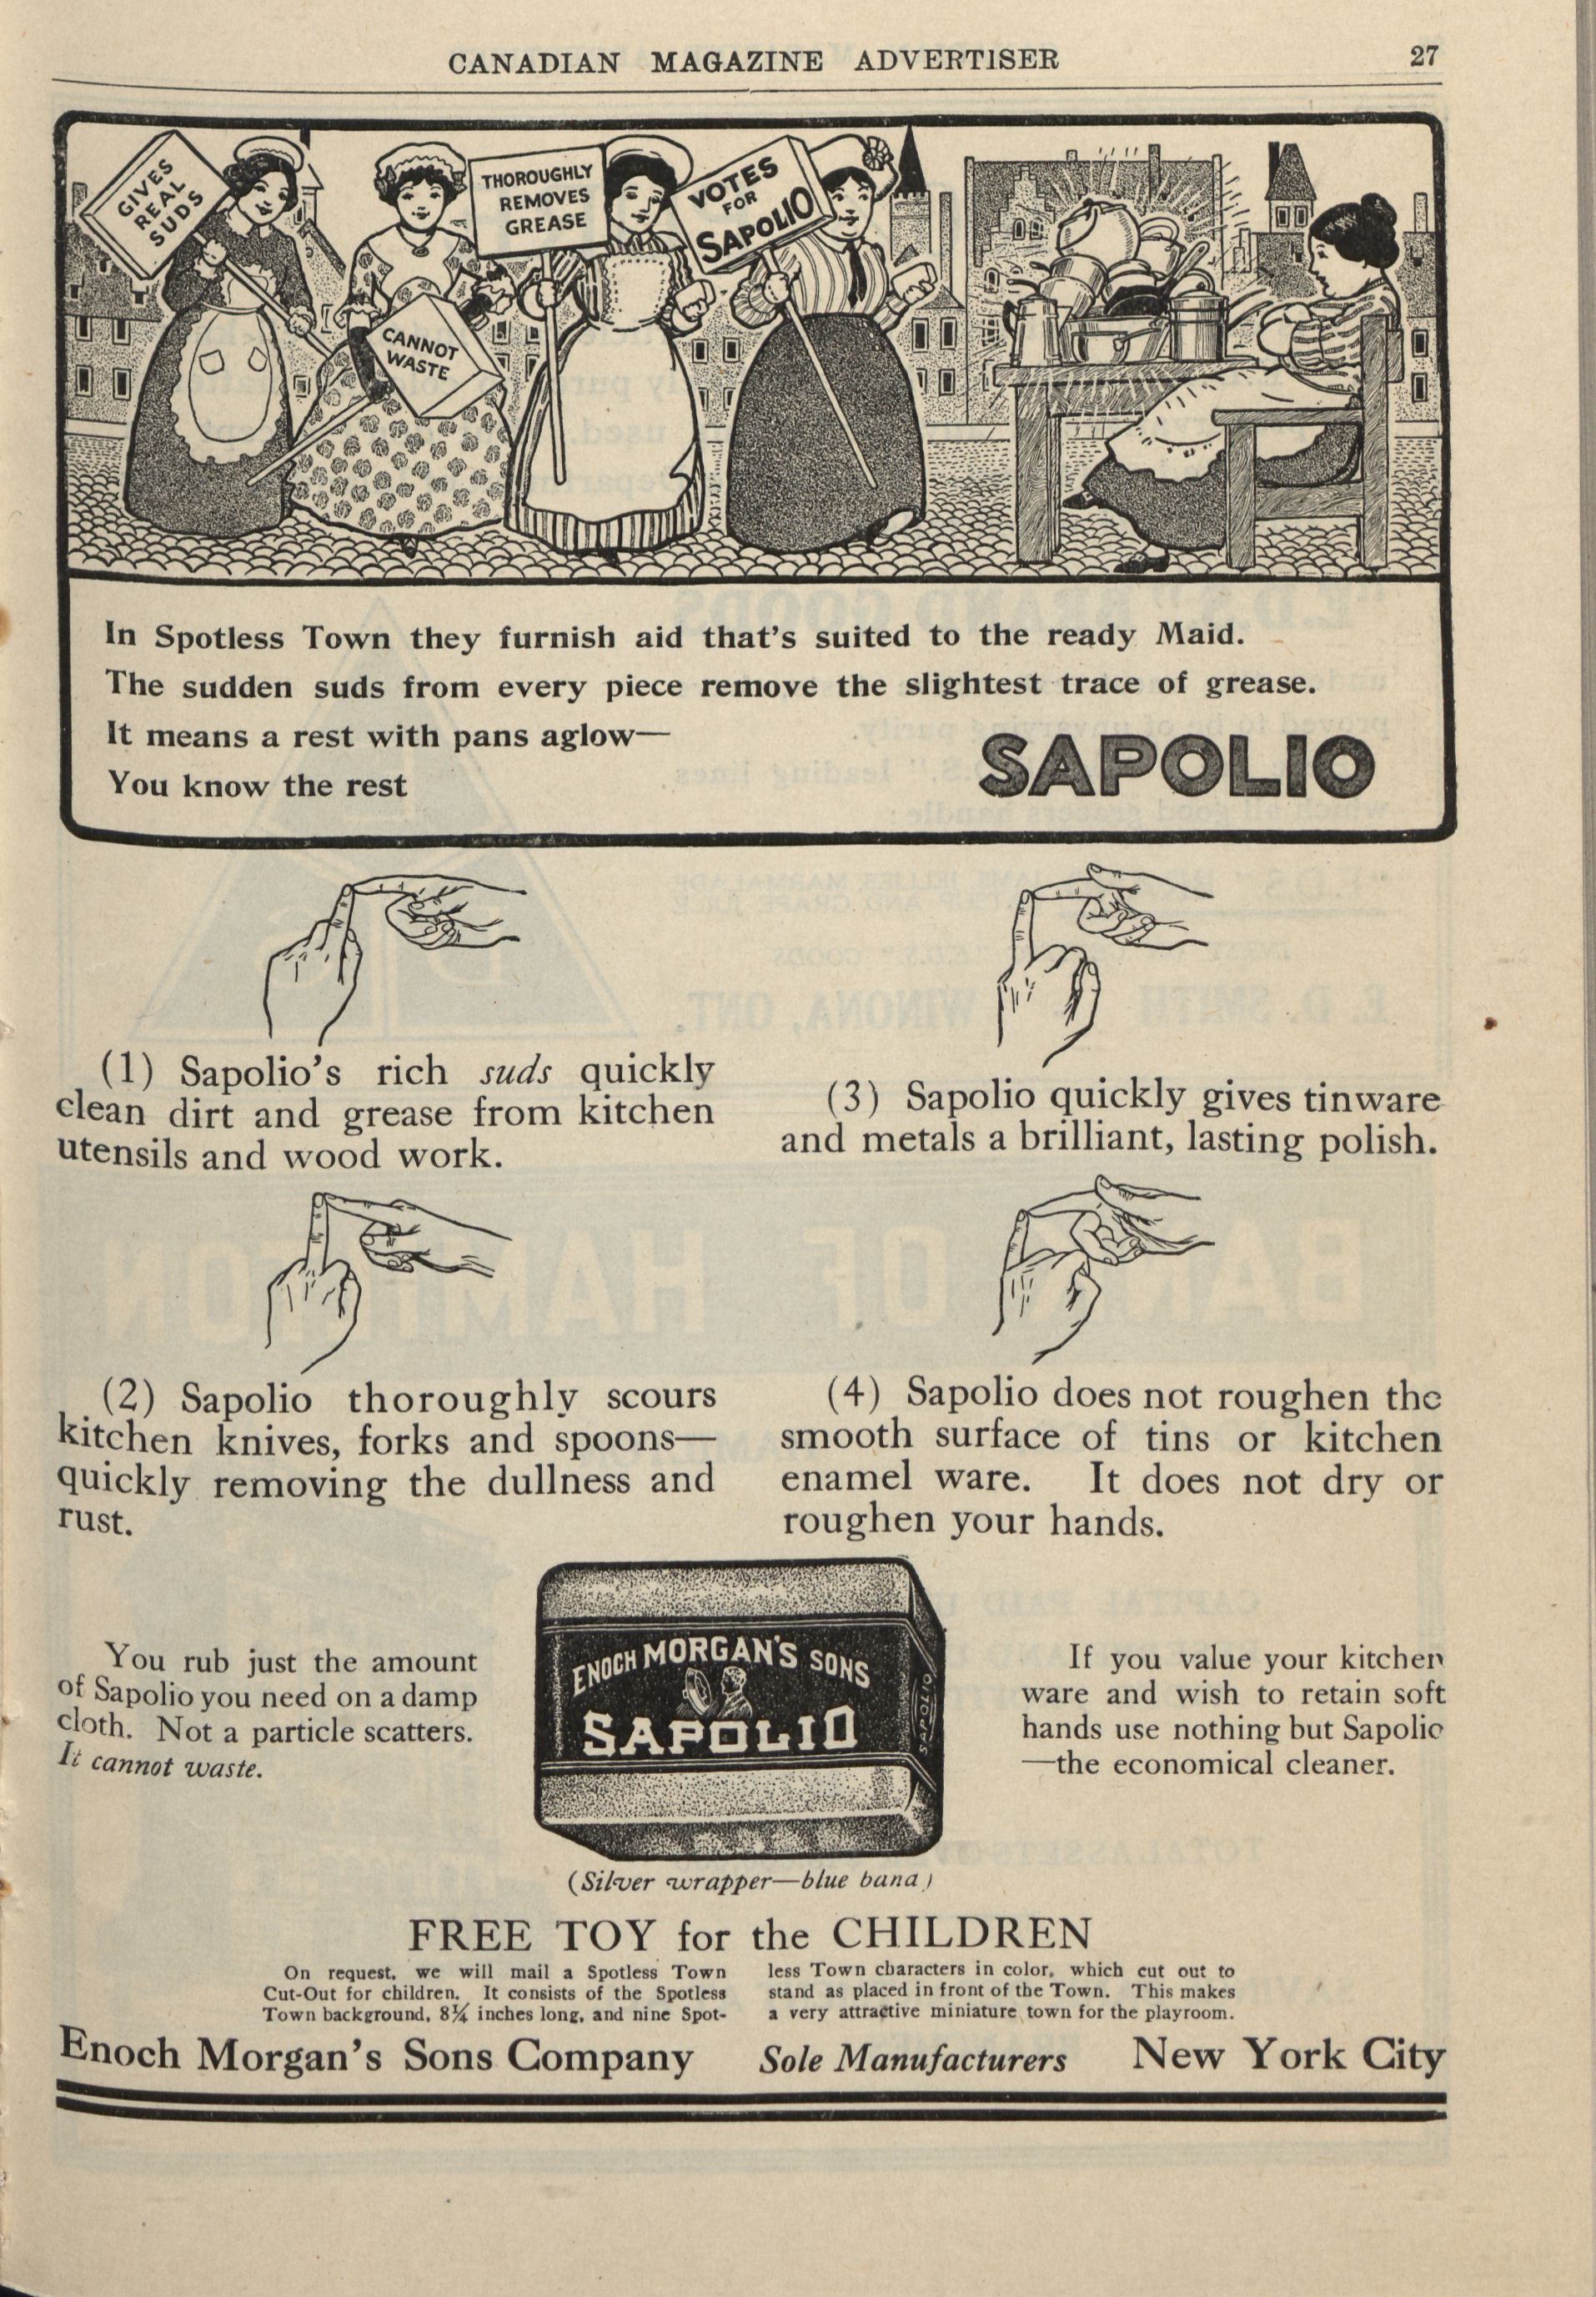 CANADIAN MAGAZINE ADVERTISER 27
GIVES
REAL
SUDS
CANNOT
WASTE
THOROUGHLY
REMOVES
GREASE
VOTES
FOR
SAPOLIO
In Spotless Town they furnish aid that's suited to the ready Maid.
The sudden suds from every piece remove the slightest trace of grease.
It means a rest with pans aglow—
You know the rest
SAPOLIO
(1) Sapolio's rich suds quickly
clean dirt and grease from kitchen
utensils and wood work.
(2) Sapolio thoroughly scours
kitchen knives, forks and spoons—
quickly removing the dullness and
rust.
(3) Sapolio quickly gives tinware
and metals a brilliant, lasting polish.
(4) Sapolio does not roughen the
smooth surface of tins or kitchen
enamel ware. It does not dry or
roughen your hands.
You rub just the amount
of Sapolio you need on a damp
cloth. Not a particle scatters.
It cannot waste.
ENOCH MORGAN'S SONS
SAPOLIO
SAPOLIO
If you value your kitchen
ware and wish to retain soft
hands use nothing but Sapolio
—the economical cleaner.
(Silver wrapper—blue band)
FREE TOY for the CHILDREN
On request, we will mail a Spotless Town
Cut-Out for children. It consists of the Spotless
Town background, 8¼ inches long, and nine Spot-
less Town characters in color, which cut out to
stand as placed in front of the Town. This makes
a very attractive miniature town for the playroom.
Enoch Morgan's Sons Company Sole Manufacturers New York City